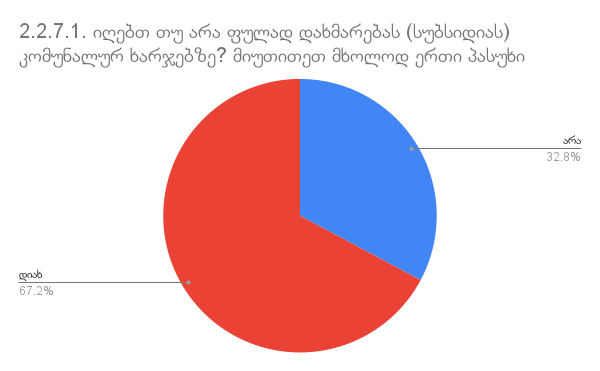 2.2.7.1. იღებთ თუ არა ფულად დახმარებას (სუბსიდიას)
კომუნალურ ხარჯებზე? მიუთითეთ მხოლოდ ერთი პასუხი
არა
32.8%
დიახ
67.2%